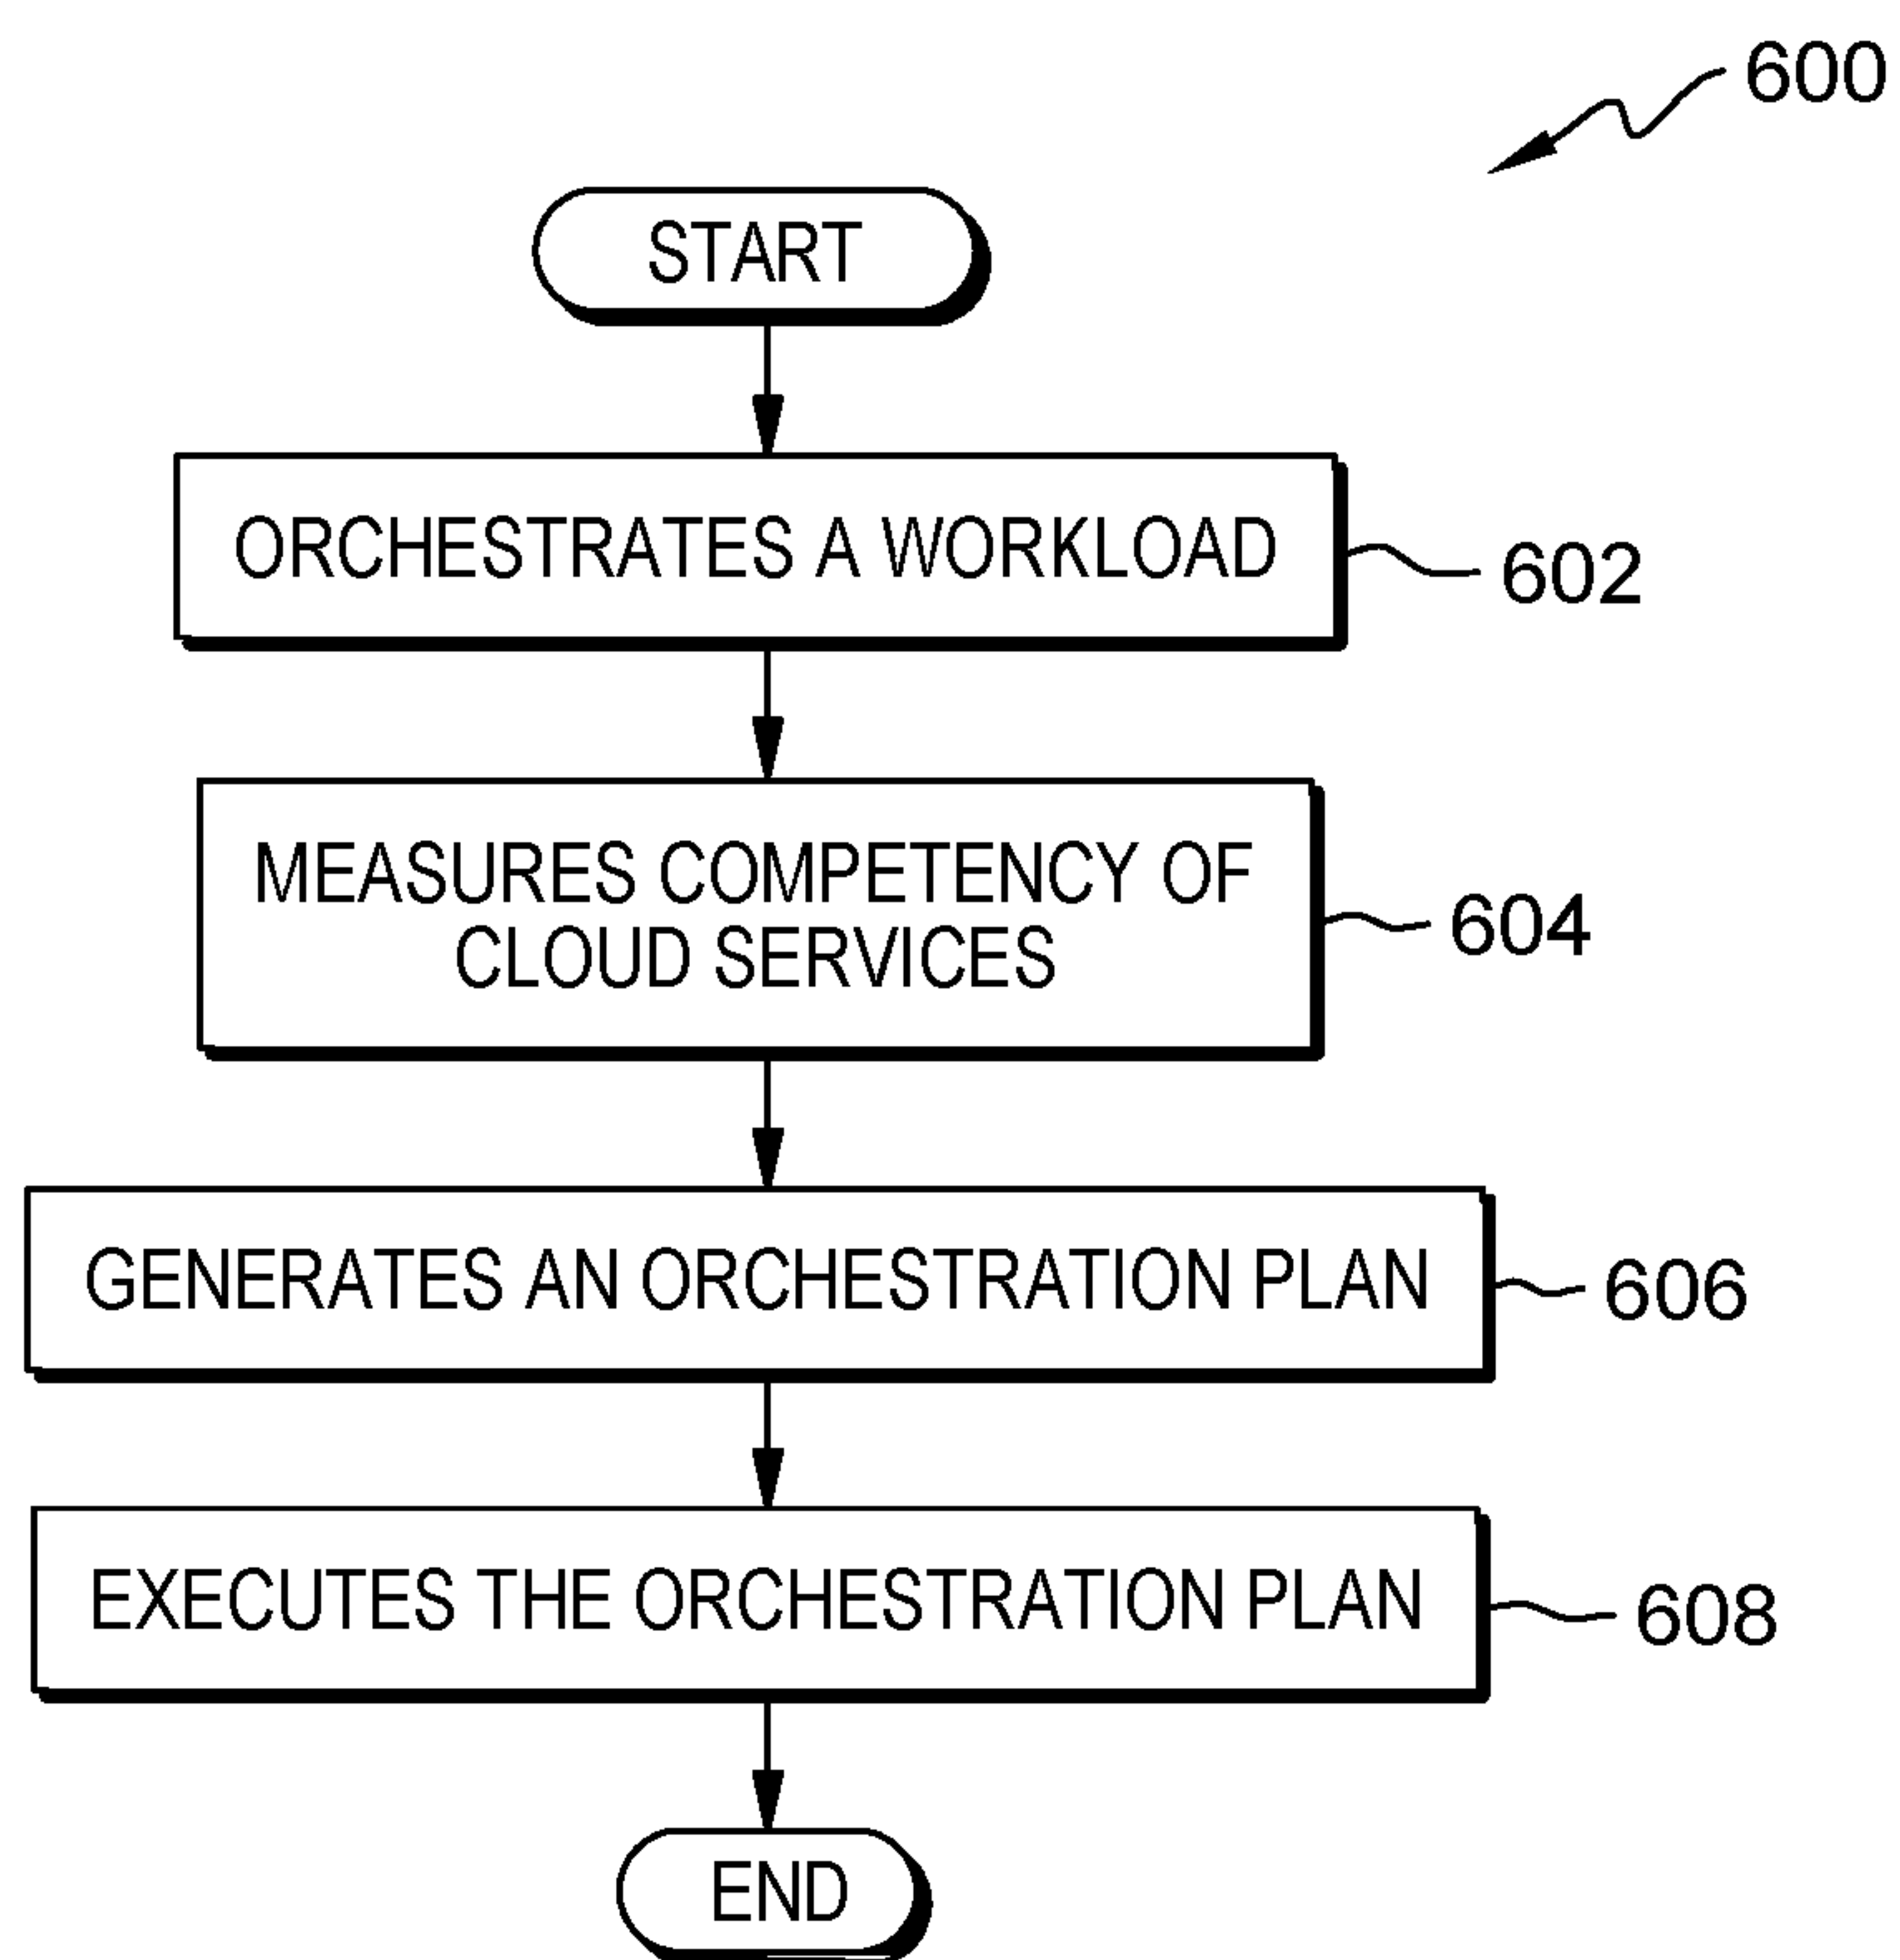 600
START
ORCHESTRATES A WORKLOAD
602
MEASURES COMPETENCY OF
CLOUD SERVICES
604
GENERATES AN ORCHESTRATION PLAN
606
EXECUTES THE ORCHESTRATION PLAN
608
END